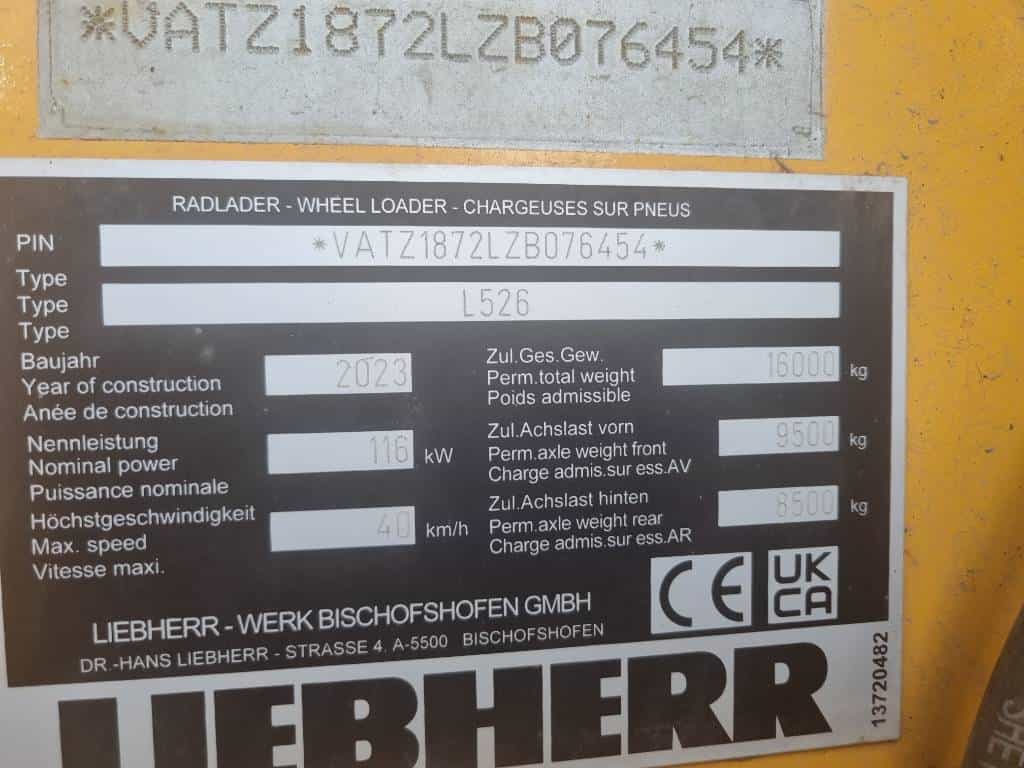 *VATZ1872LZB076454*
RADLADER - WHEEL LOADER - CHARGEUSES SUR PNEUS
PIN *VATZ1872LZB076454*
Type
Type L526
Type
Baujahr
Year of construction 2023
Anée de construction
Zul.Ges.Gew.
Perm.total weight 16000 kg
Poids admissible
Nennleistung
Nominal power 116 kW
Puissance nominale
Zul.Achslast vorn
Perm.axle weight front 9500 kg
Charge admis.sur ess.AV
Höchstgeschwindigkeit
Max. speed 40 km/h
Vitesse maxi.
Zul.Achslast hinten
Perm.axle weight rear 8500 kg
Charge admis.sur ess.AR
CE
UK
CA
LIEBHERR - WERK BISCHOFSHOFEN GMBH
DR.-HANS LIEBHERR - STRASSE 4. A-5500 BISCHOFSHOFEN
LIEBHERR
13720482